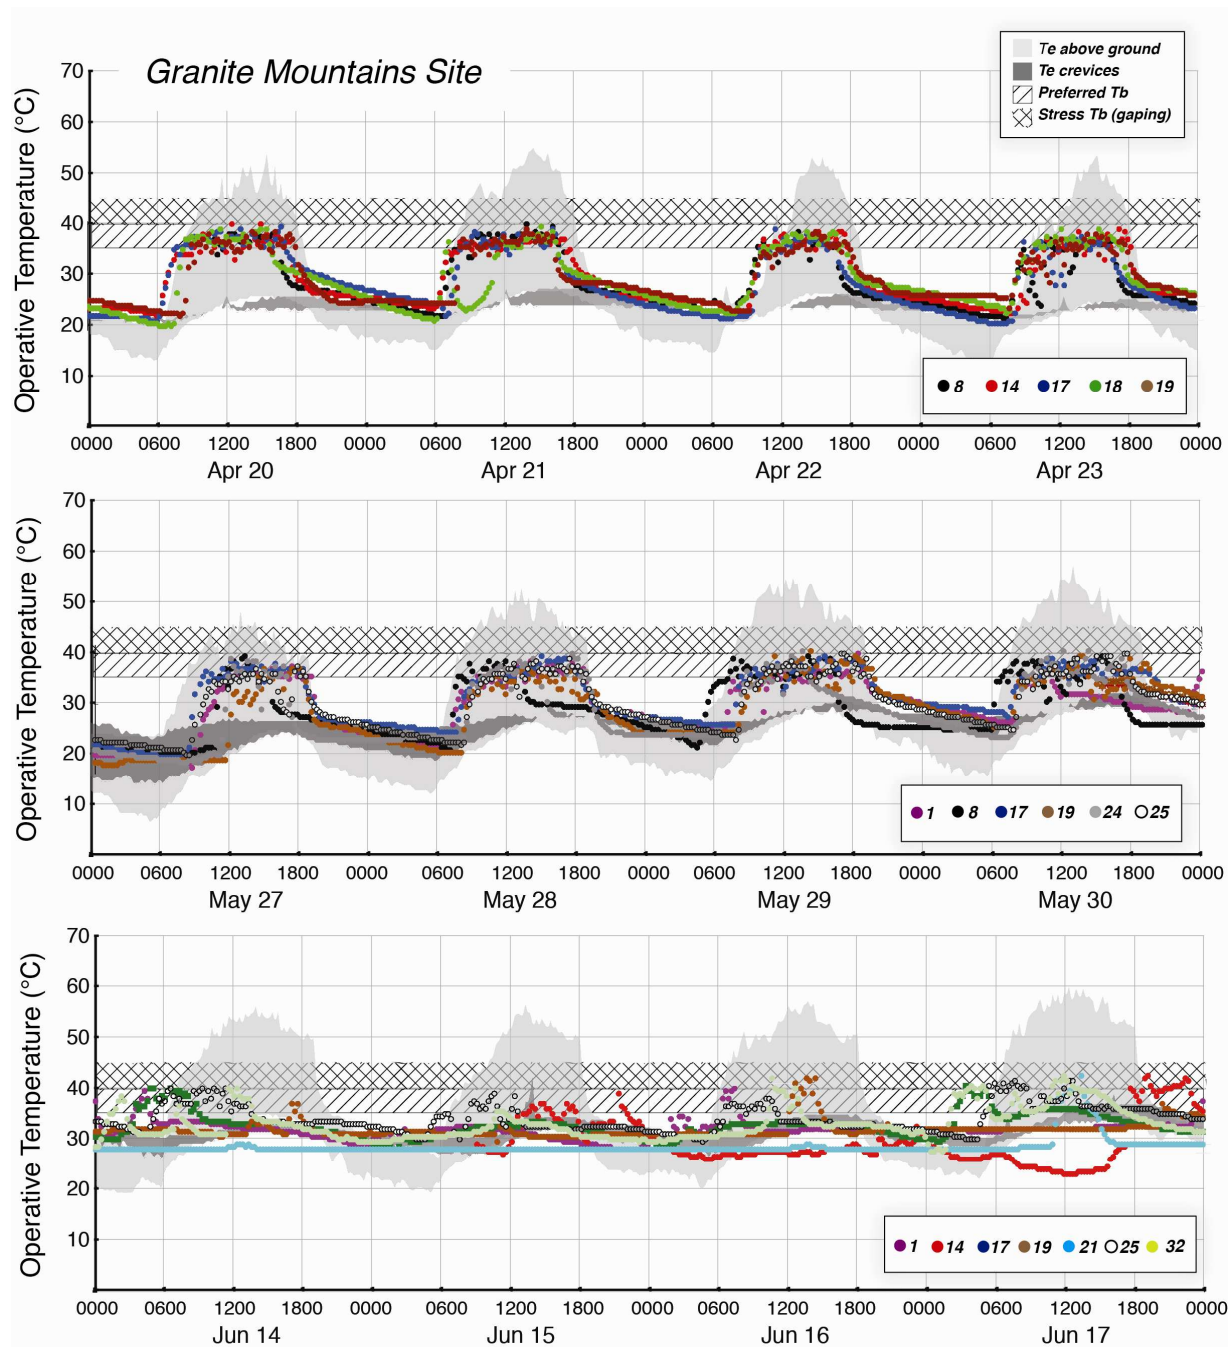 Granite Mountains Site
Te above ground
Te crevices
Preferred Tb
Stress Tb (gaping)
Operative Temperature (°C)
70
60
50
40
30
20
10
8 14 17 18 19
0000 0600 1200 1800 0000 0600 1200 1800 0000 0600 1200 1800 0000 0600 1200 1800 0000
Apr 20 Apr 21 Apr 22 Apr 23
Operative Temperature (°C)
70
60
50
40
30
20
10
1 8 17 19 24 25
0000 0600 1200 1800 0000 0600 1200 1800 0000 0600 1200 1800 0000 0600 1200 1800 0000
May 27 May 28 May 29 May 30
Operative Temperature (°C)
70
60
50
40
30
20
10
1 14 17 19 21 25 32
0000 0600 1200 1800 0000 0600 1200 1800 0000 0600 1200 1800 0000 0600 1200 1800 0000
Jun 14 Jun 15 Jun 16 Jun 17